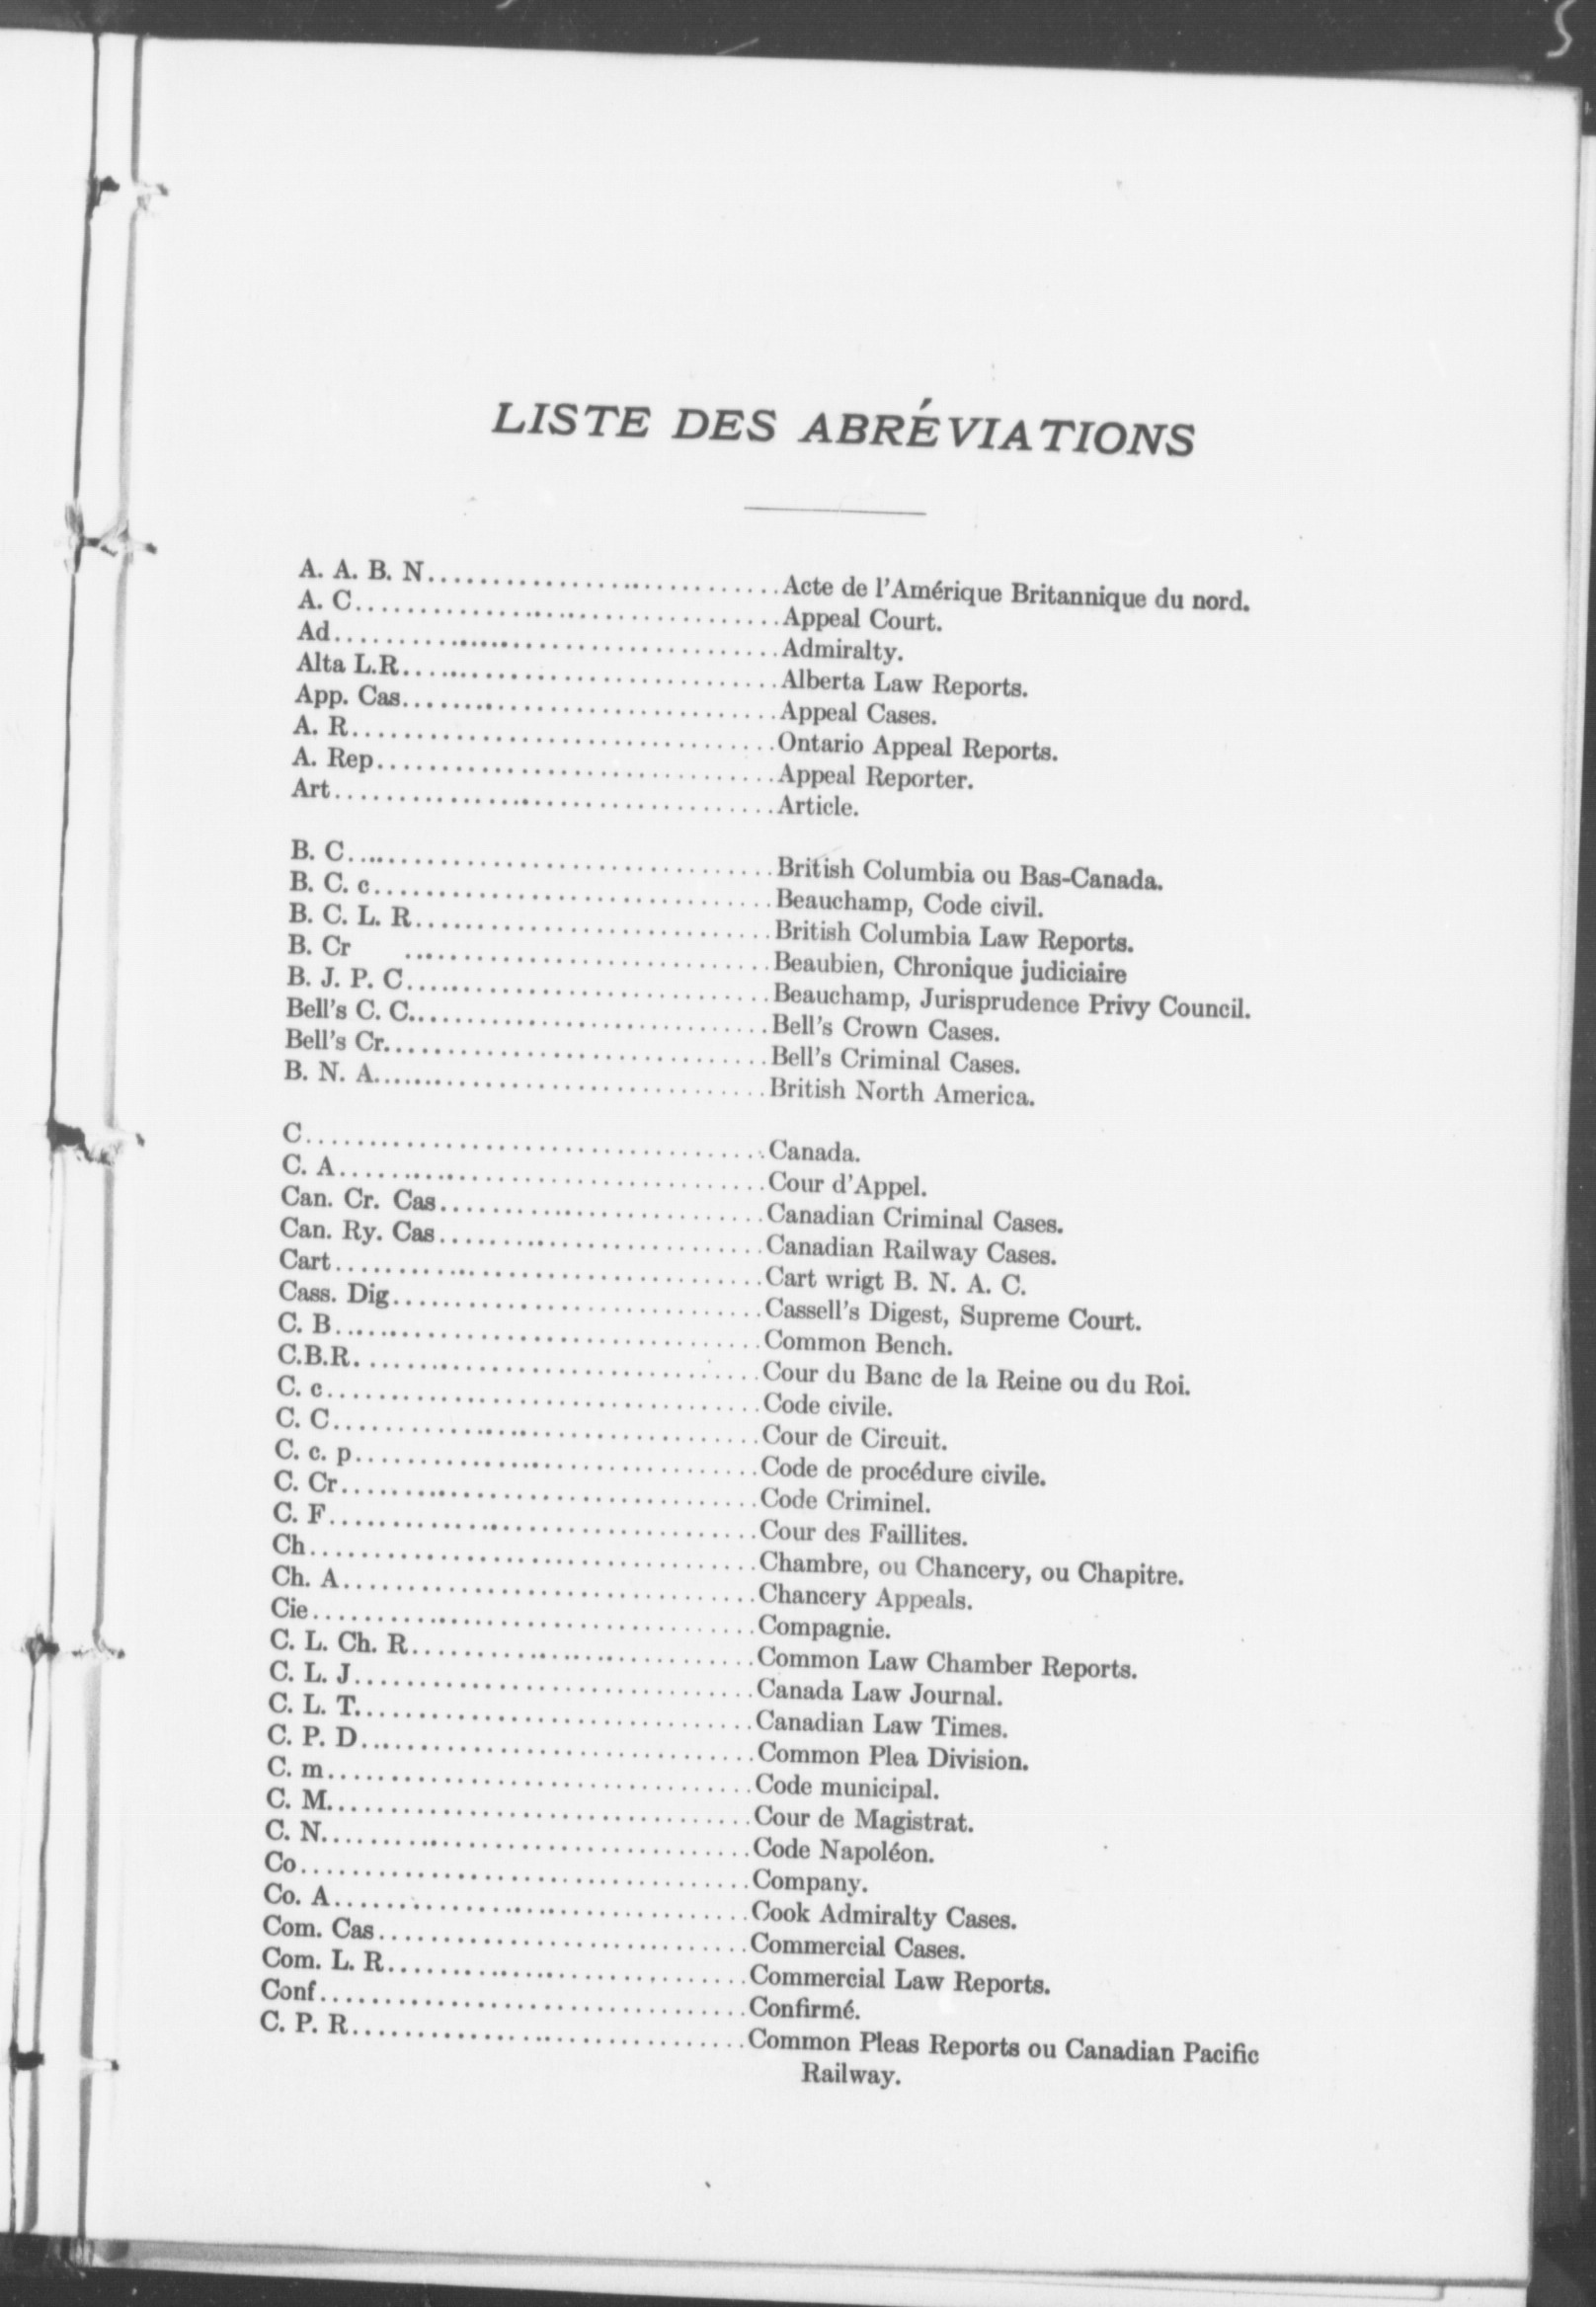 LISTE DES ABRÉVIATIONS
A. A. B. N. Acte de l'Amérique Britannique du nord.
A. C. Appeal Court.
Ad. Admiralty.
Alta L.R. Alberta Law Reports.
App. Cas. Appeal Cases.
A. R. Ontario Appeal Reports.
A. Rep. Appeal Reporter.
Art. Article.
B. C. British Columbia ou Bas-Canada.
B. C. c. Beauchamp, Code civil.
B. C. L. R. British Columbia Law Reports.
B. Cr Beaubien, Chronique judiciaire
B. J. P. C. Beauchamp, Jurisprudence Privy Council.
Bell's C. C. Bell's Crown Cases.
Bell's Cr. Bell's Criminal Cases.
B. N. A. British North America.
C. Canada.
C. A. Cour d'Appel.
Can. Cr. Cas. Canadian Criminal Cases.
Can. Ry. Cas. Canadian Railway Cases.
Cart. Cart wrigt B. N. A. C.
Cass. Dig. Cassell's Digest, Supreme Court.
C. B. Common Bench.
C.B.R. Cour du Banc de la Reine ou du Roi.
C. c. Code civile.
C. C. Cour de Circuit.
C. c. p. Code de procédure civile.
C. Cr. Code Criminel.
C. F. Cour des Faillites.
Ch. Chambre, ou Chancery, ou Chapitre.
Ch. A. Chancery Appeals.
Cie. Compagnie.
C. L. Ch. R. Common Law Chamber Reports.
C. L. J. Canada Law Journal.
C. L. T. Canadian Law Times.
C. P. D. Common Plea Division.
C. m. Code municipal.
C. M. Cour de Magistrat.
C. N. Code Napoléon.
Co. Company.
Co. A. Cook Admiralty Cases.
Com. Cas. Commercial Cases.
Com. L. R. Commercial Law Reports.
Conf. Confirmé.
C. P. R. Common Pleas Reports ou Canadian Pacific
Railway.